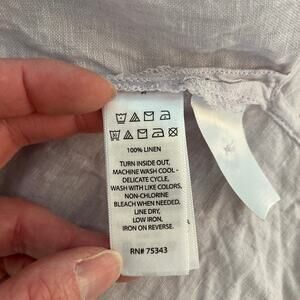 100% LINEN
TURN INSIDE OUT,
MACHINE WASH COOL -
DELICATE CYCLE,
WASH WITH LIKE COLORS,
NON-CHLORINE
BLEACH WHEN NEEDED,
LINE DRY,
LOW IRON,
IRON ON REVERSE.
RN# 75343